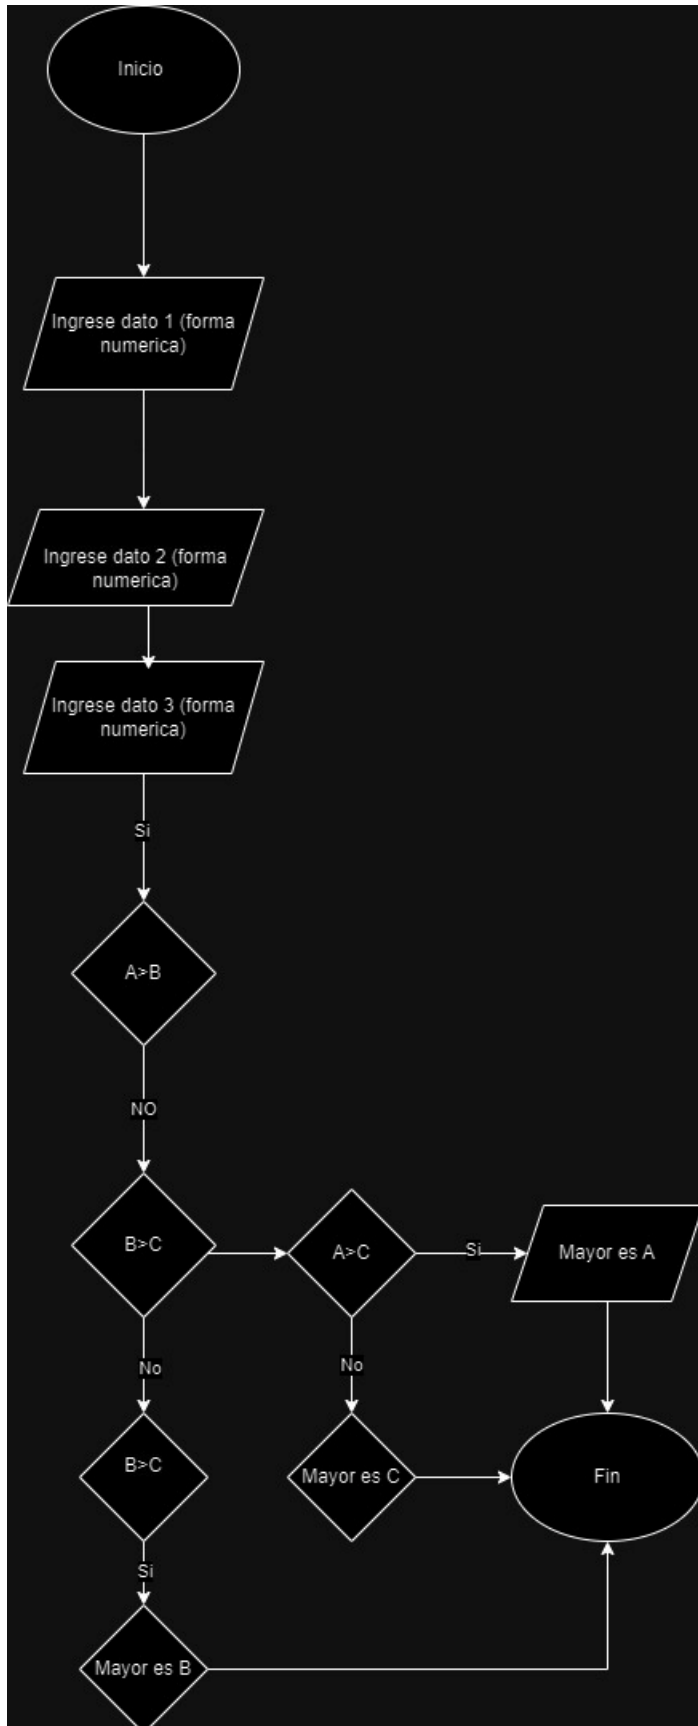 Inicio
Ingrese dato 1 (forma
numerica)
Ingrese dato 2 (forma
numerica)
Ingrese dato 3 (forma
numerica)
Si
A>B
NO
B>C
A>C
Si
Mayor es A
No
No
B>C
Mayor es C
Fin
Si
Mayor es B